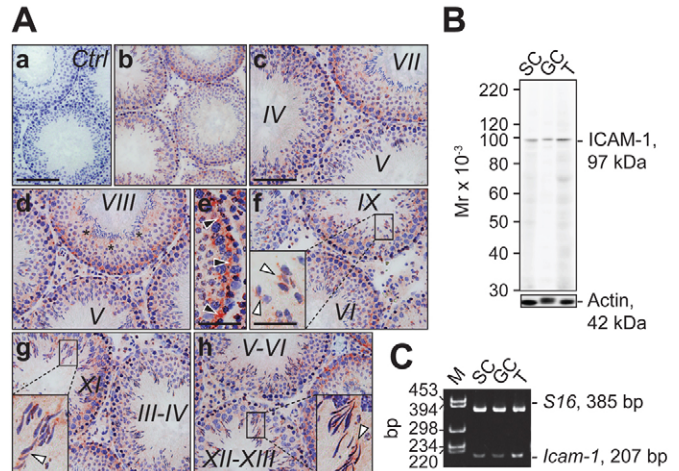 A
a
Ctrl
b
c
VII
IV
V
d
VIII
* * *
V
e
f
IX
VI
g
XI
III-IV
h
V-VI
XII-XIII
B
SC
GC
T
220
120
100
80
60
50
40
30
Mr x 10-3
ICAM-1,
97 kDa
Actin,
42 kDa
C
M
SC
GC
T
453
394
298
234
220
bp
S16, 385 bp
Icam-1, 207 bp